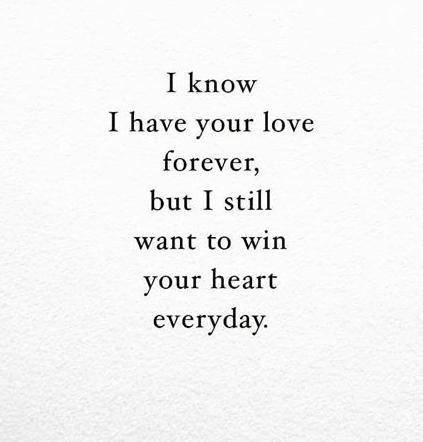 I know
I have your love
forever,
but I still
want to win
your heart
everyday.